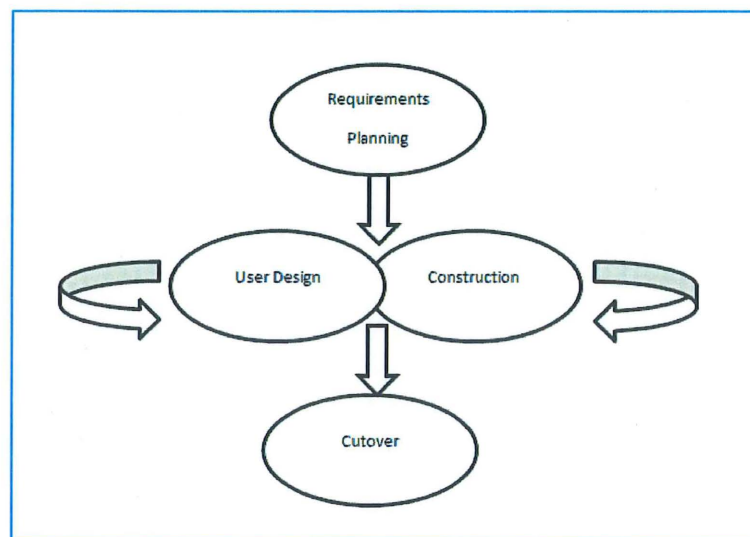 Requirements
Planning
User Design
Construction
Cutover